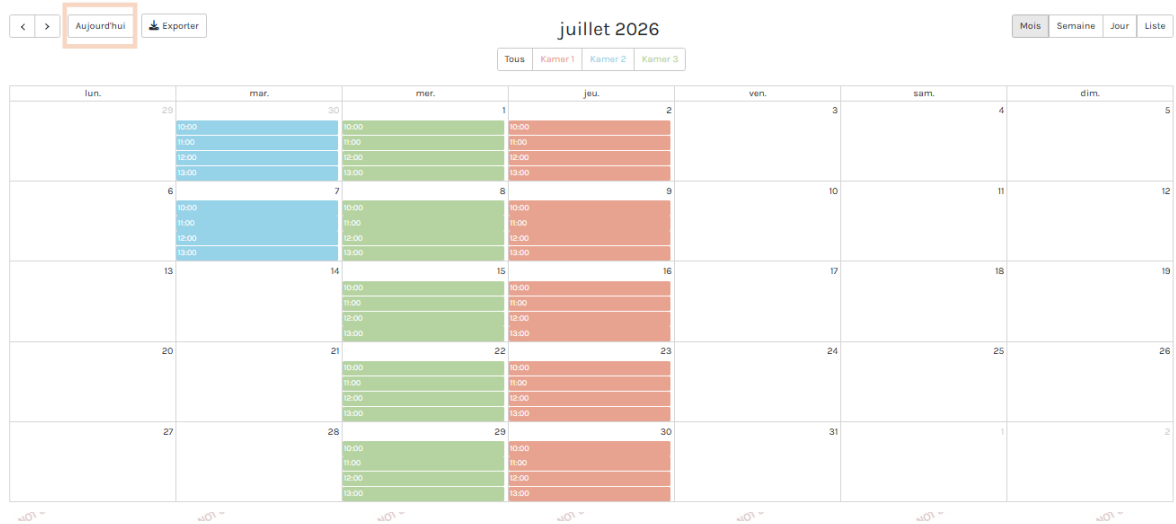 Aujourd'hui Exporter juillet 2026 Mois Semaine Jour Liste
Tous Kamer 1 Kamer 2 Kamer 3
lun. mar. mer. jeu. ven. sam. dim.
29 30 1 2 3 4 5
10:00 10:00 10:00
11:00 11:00 11:00
12:00 12:00 12:00
13:00 13:00 13:00
6 7 8 9 10 11 12
10:00 10:00 10:00
11:00 11:00 11:00
12:00 12:00 12:00
13:00 13:00 13:00
13 14 15 16 17 18 19
10:00 10:00
11:00 11:00
12:00 12:00
13:00 13:00
20 21 22 23 24 25 26
10:00 10:00
11:00 11:00
12:00 12:00
13:00 13:00
27 28 29 30 31 1 2
10:00 10:00
11:00 11:00
12:00 12:00
13:00 13:00
NOT NOT NOT NOT NOT NOT NOT